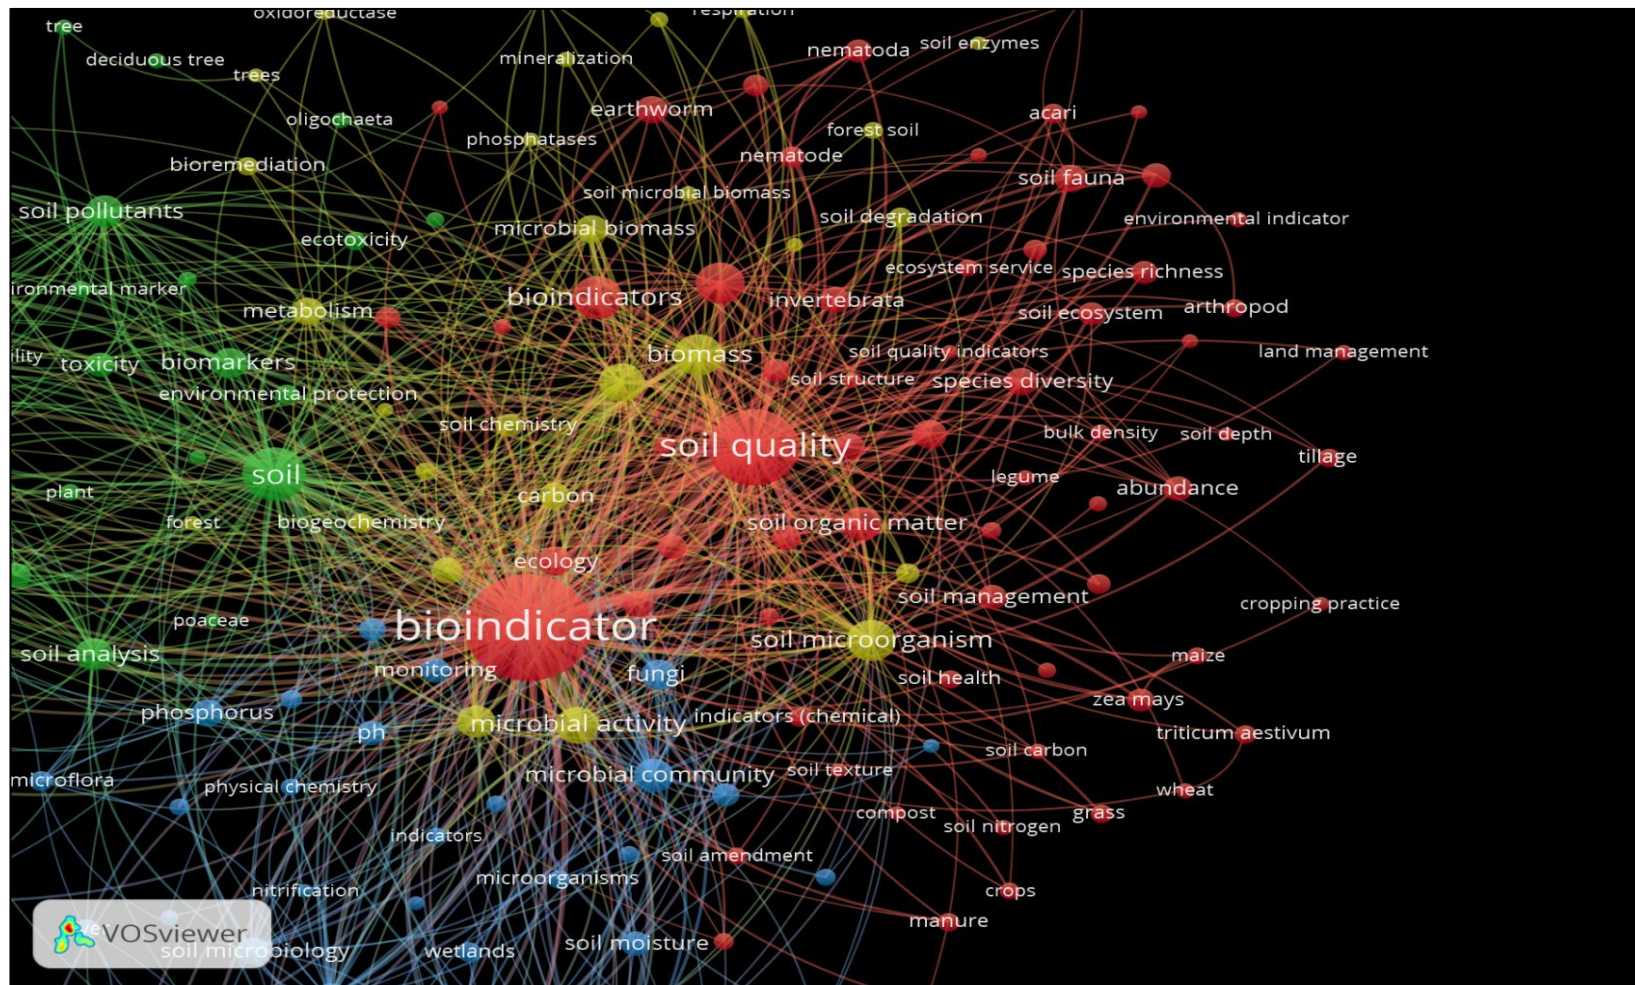 oxidoreductase
respiration
tree
deciduous tree
trees
mineralization
nematoda
soil enzymes
earthworm
acari
oligochaeta
phosphatases
forest soil
nematode
bioremediation
soil fauna
soil microbial biomass
soil pollutants
microbial biomass
soil degradation
environmental indicator
ecotoxicity
ecosystem service
species richness
ironmental marker
metabolism
bioindicators
invertebrata
soil ecosystem
arthropod
ility
toxicity
biomarkers
biomass
soil quality indicators
land management
environmental protection
soil structure
species diversity
soil chemistry
soil quality
bulk density
soil depth
tillage
soil
plant
carbon
legume
abundance
forest
biogeochemistry
soil organic matter
ecology
soil management
cropping practice
poaceae
bioindicator
soil microorganism
soil analysis
monitoring
fungi
soil health
maize
phosphorus
ph
microbial activity
indicators (chemical)
zea mays
triticum aestivum
soil carbon
microflora
physical chemistry
microbial community
soil texture
wheat
indicators
compost
soil nitrogen
grass
soil amendment
nitrification
microorganisms
crops
manure
VOSviewer
soil microbiology
wetlands
soil moisture